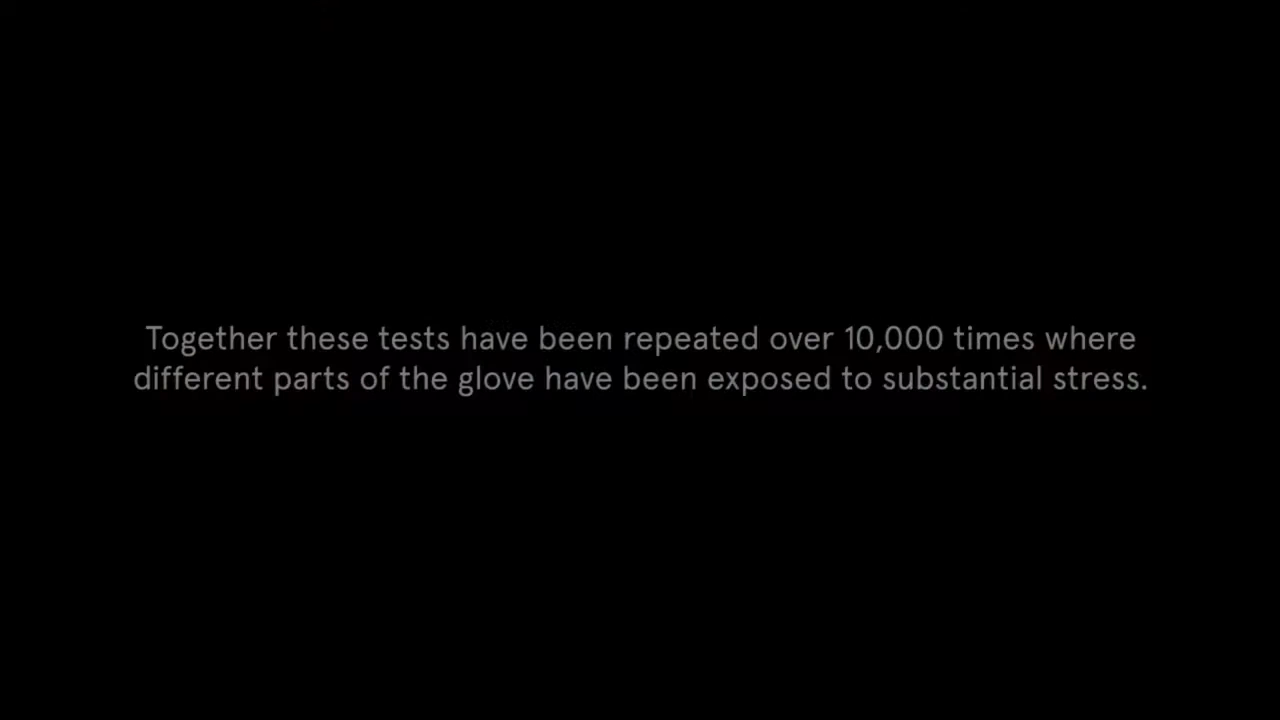 Together these tests have been repeated over 10,000 times where
different parts of the glove have been exposed to substantial stress.